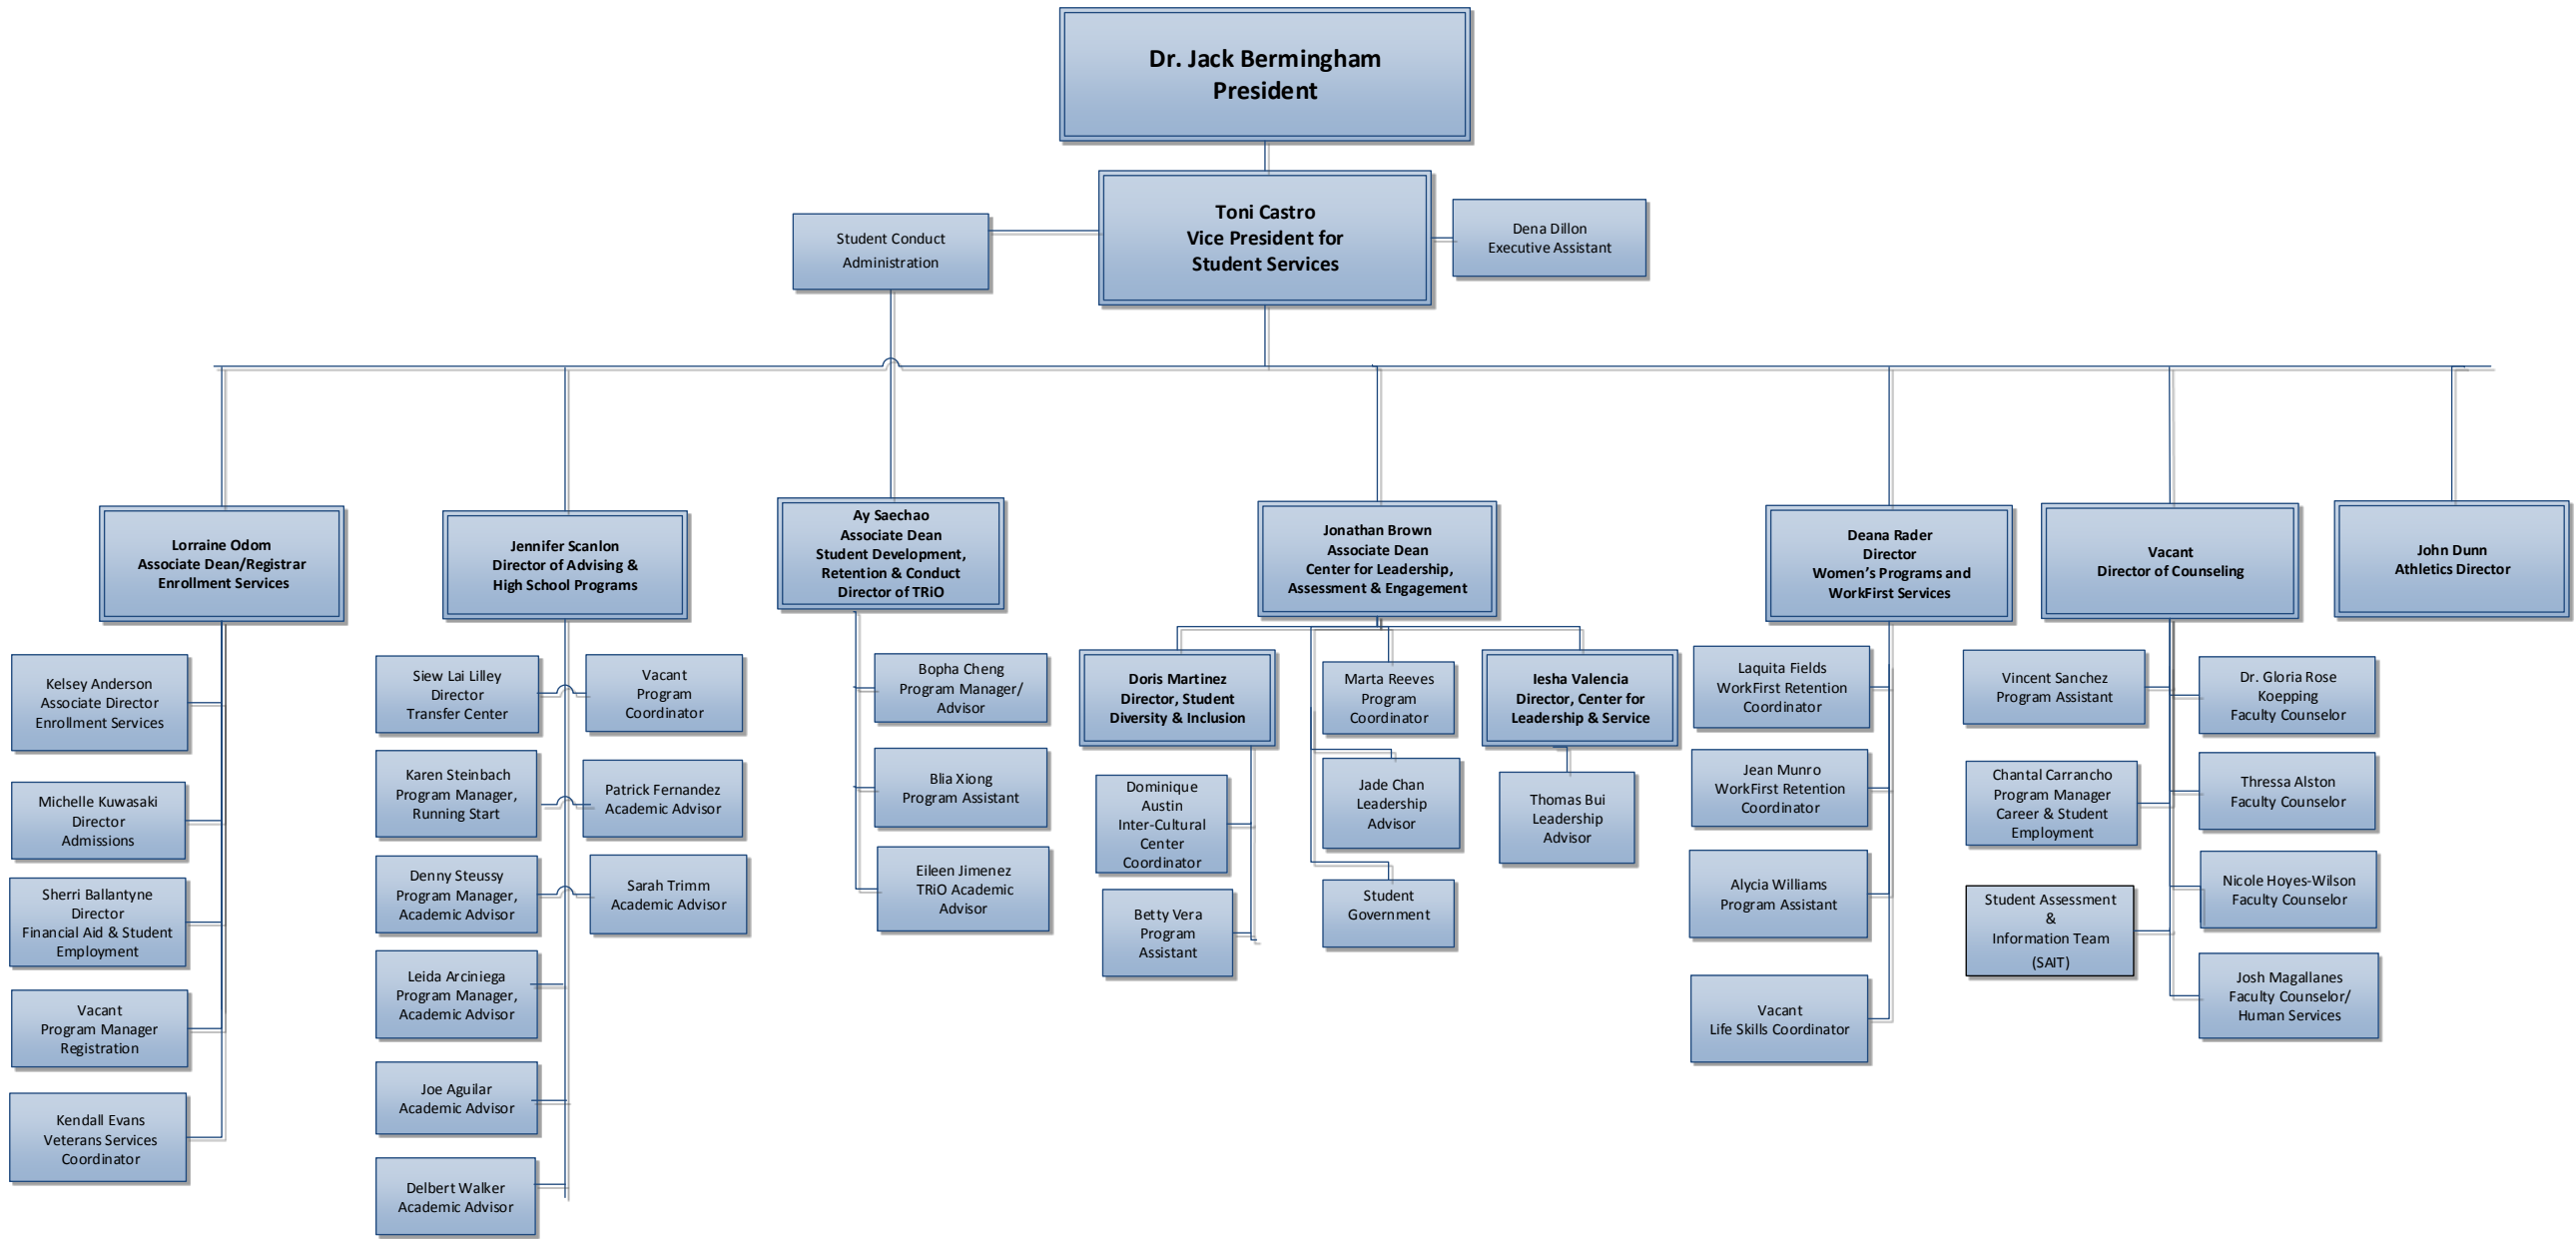 Dr. Jack Bermingham
President
Toni Castro
Vice President for
Student Services
Student Conduct
Administration
Dena Dillon
Executive Assistant
Lorraine Odom
Associate Dean/Registrar
Enrollment Services
Kelsey Anderson
Associate Director
Enrollment Services
Michelle Kuwasaki
Director
Admissions
Sherri Ballantyne
Director
Financial Aid & Student
Employment
Vacant
Program Manager
Registration
Kendall Evans
Veterans Services
Coordinator
Jennifer Scanlon
Director of Advising &
High School Programs
Siew Lai Lilley
Director
Transfer Center
Vacant
Program
Coordinator
Karen Steinbach
Program Manager,
Running Start
Patrick Fernandez
Academic Advisor
Denny Steussy
Program Manager,
Academic Advisor
Sarah Trimm
Academic Advisor
Leida Arciniega
Program Manager,
Academic Advisor
Joe Aguilar
Academic Advisor
Delbert Walker
Academic Advisor
Ay Saechao
Associate Dean
Student Development,
Retention & Conduct
Director of TRiO
Bopha Cheng
Program Manager/
Advisor
Blia Xiong
Program Assistant
Eileen Jimenez
TRiO Academic
Advisor
Jonathan Brown
Associate Dean
Center for Leadership,
Assessment & Engagement
Doris Martinez
Director, Student
Diversity & Inclusion
Dominique
Austin
Inter-Cultural
Center
Coordinator
Betty Vera
Program
Assistant
Marta Reeves
Program
Coordinator
Jade Chan
Leadership
Advisor
Student
Government
Iesha Valencia
Director, Center for
Leadership & Service
Thomas Bui
Leadership
Advisor
Deana Rader
Director
Women’s Programs and
WorkFirst Services
Laquita Fields
WorkFirst Retention
Coordinator
Jean Munro
WorkFirst Retention
Coordinator
Alycia Williams
Program Assistant
Vacant
Life Skills Coordinator
Vacant
Director of Counseling
Vincent Sanchez
Program Assistant
Dr. Gloria Rose
Koepping
Faculty Counselor
Chantal Carrancho
Program Manager
Career & Student
Employment
Thressa Alston
Faculty Counselor
Student Assessment
&
Information Team
(SAIT)
Nicole Hoyes-Wilson
Faculty Counselor
Josh Magallanes
Faculty Counselor/
Human Services
John Dunn
Athletics Director